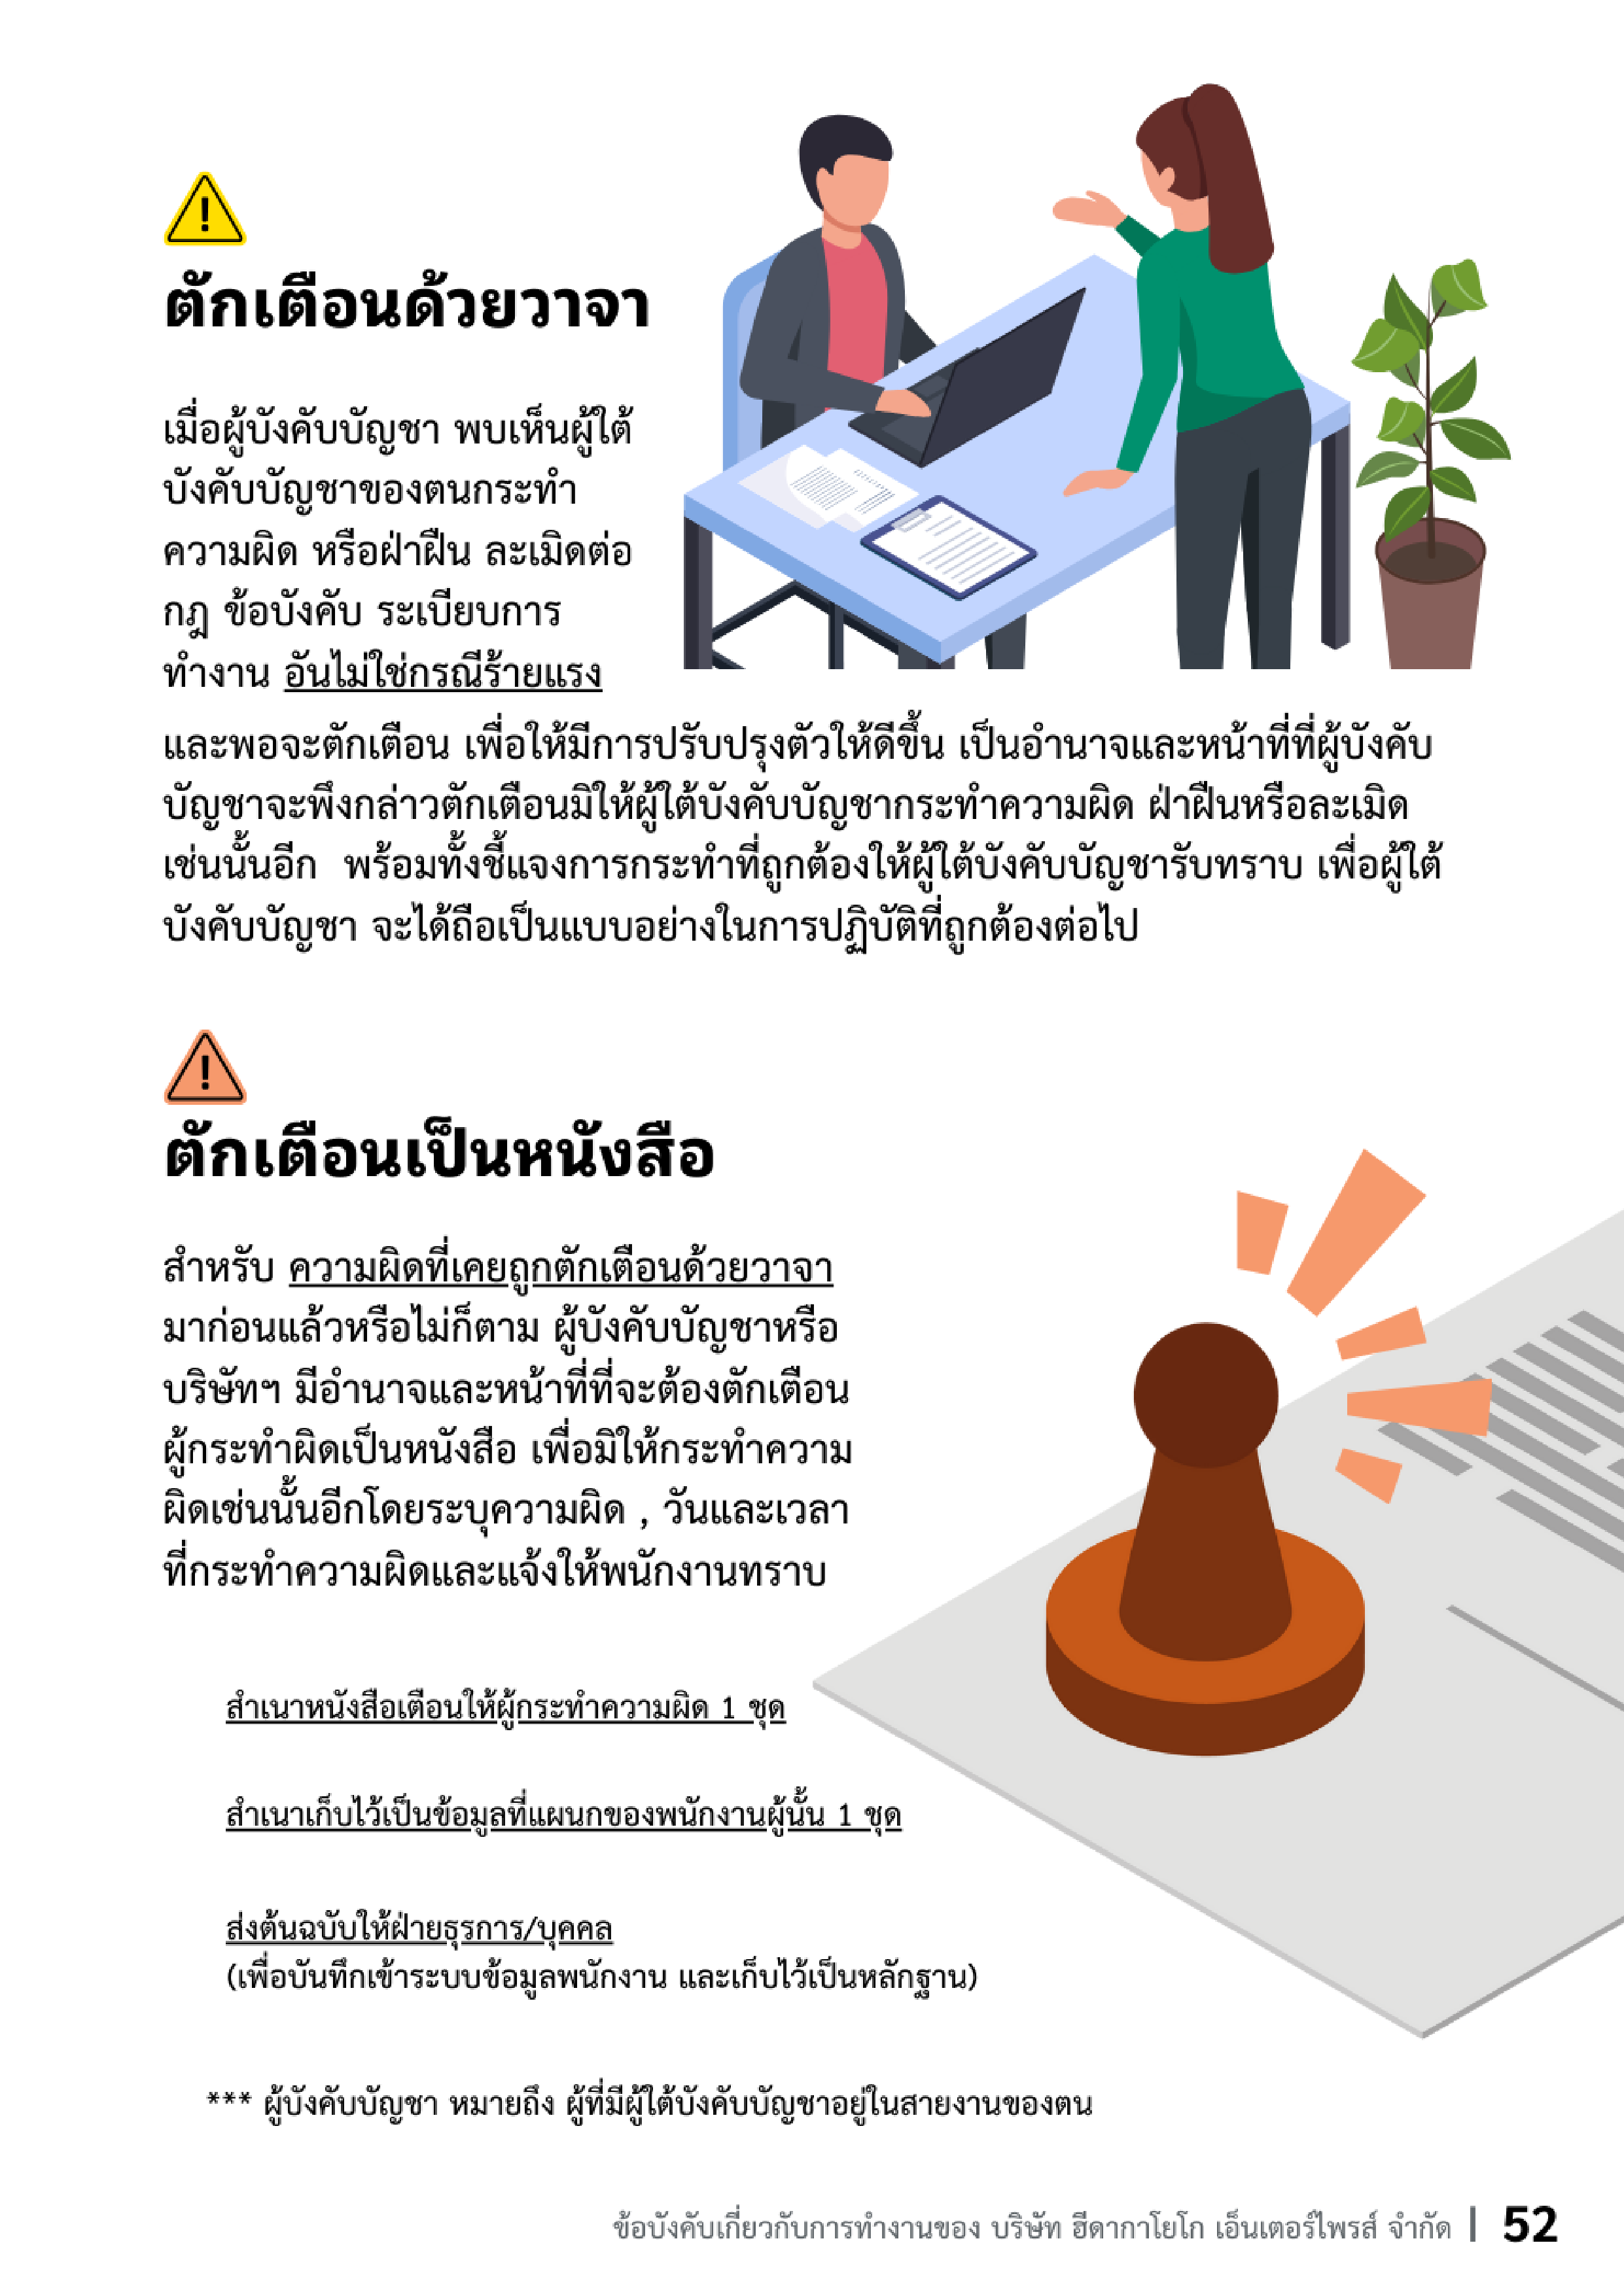 ตักเตือนด้วยวาจา
เมื่อผู้บังคับบัญชา พบเห็นผู้ใต้
บังคับบัญชาของตนกระทำ
ความผิด หรือฝ่าฝืน ละเมิดต่อ
กฎ ข้อบังคับ ระเบียบการ
ทำงาน อันไม่ใช่กรณีร้ายแรง
และพอจะตักเตือน เพื่อให้มีการปรับปรุงตัวให้ดีขึ้น เป็นอำนาจและหน้าที่ที่ผู้บังคับ
บัญชาจะพึงกล่าวตักเตือนมิให้ผู้ใต้บังคับบัญชากระทำความผิด ฝ่าฝืนหรือละเมิด
เช่นนั้นอีก พร้อมทั้งชี้แจงการกระทำที่ถูกต้องให้ผู้ใต้บังคับบัญชารับทราบ เพื่อผู้ใต้
บังคับบัญชา จะได้ถือเป็นแบบอย่างในการปฏิบัติที่ถูกต้องต่อไป
ตักเตือนเป็นหนังสือ
สำหรับ ความผิดที่เคยถูกตักเตือนด้วยวาจา
มาก่อนแล้วหรือไม่ก็ตาม ผู้บังคับบัญชาหรือ
บริษัทฯ มีอำนาจและหน้าที่ที่จะต้องตักเตือน
ผู้กระทำผิดเป็นหนังสือ เพื่อมิให้กระทำความ
ผิดเช่นนั้นอีกโดยระบุความผิด , วันและเวลา
ที่กระทำความผิดและแจ้งให้พนักงานทราบ
สำเนาหนังสือเตือนให้ผู้กระทำความผิด 1 ชุด
สำเนาเก็บไว้เป็นข้อมูลที่แผนกของพนักงานผู้นั้น 1 ชุด
ส่งต้นฉบับให้ฝ่ายธุรการ/บุคคล
(เพื่อบันทึกเข้าระบบข้อมูลพนักงาน และเก็บไว้เป็นหลักฐาน)
*** ผู้บังคับบัญชา หมายถึง ผู้ที่มีผู้ใต้บังคับบัญชาอยู่ในสายงานของตน
ข้อบังคับเกี่ยวกับการทำงานของ บริษัท ฮีดากาโยโก เอ็นเตอร์ไพรส์ จำกัด | 52